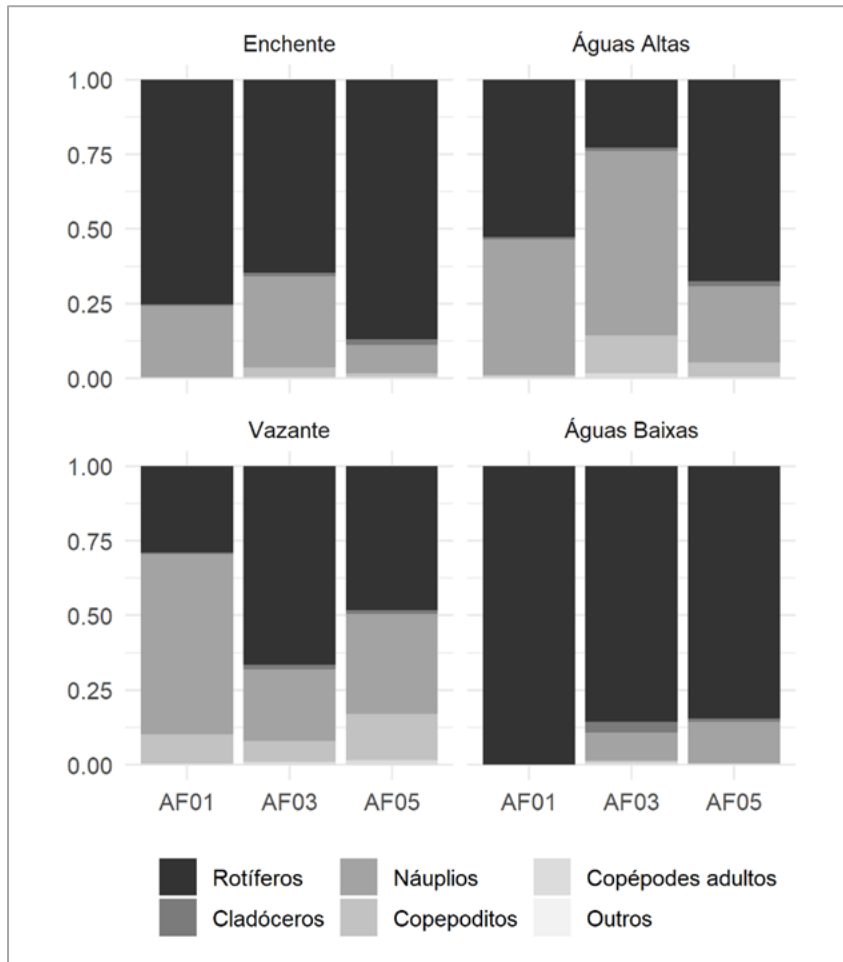 Enchente Águas Altas
1.00
0.75
0.50
0.25
0.00
Vazante Águas Baixas
1.00
0.75
0.50
0.25
0.00
AF01 AF03 AF05 AF01 AF03 AF05
Rotíferos Náuplios Copépodes adultos
Cladóceros Copepoditos Outros